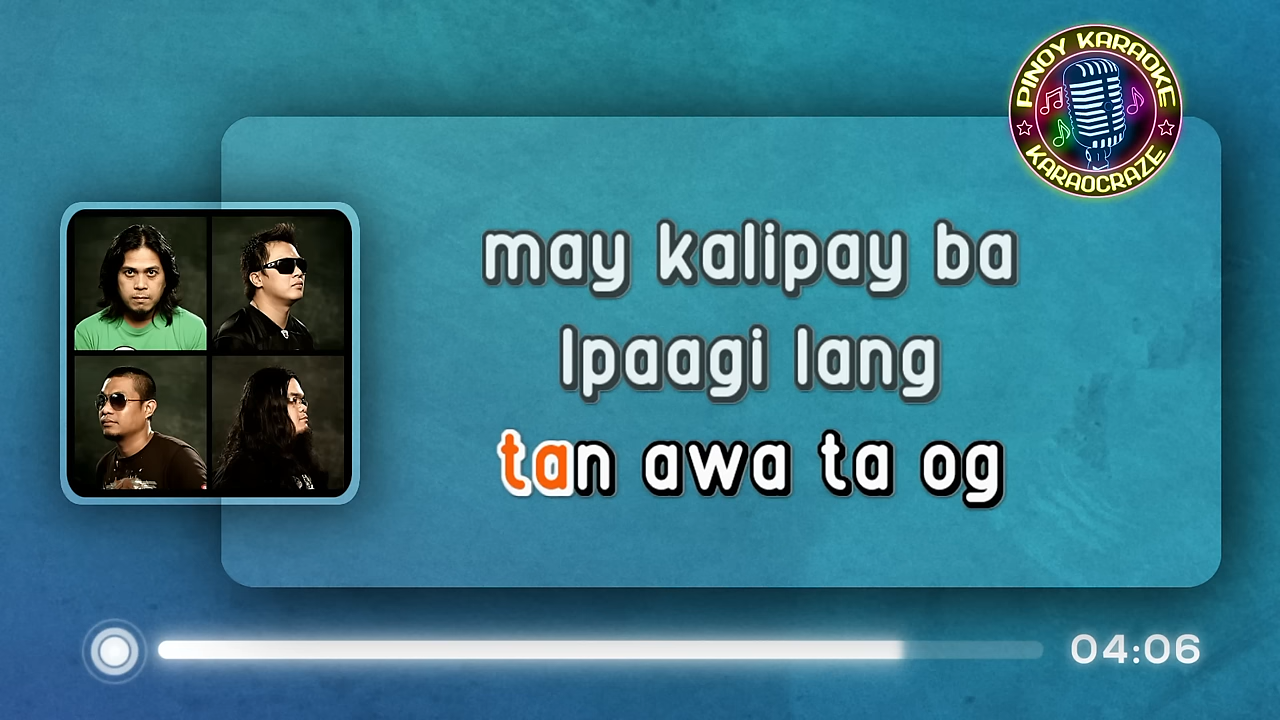 PINOY KARAOKE
KARAOCRAZE
may kalipay ba
Ipaagi lang
tan awa ta og
04:06